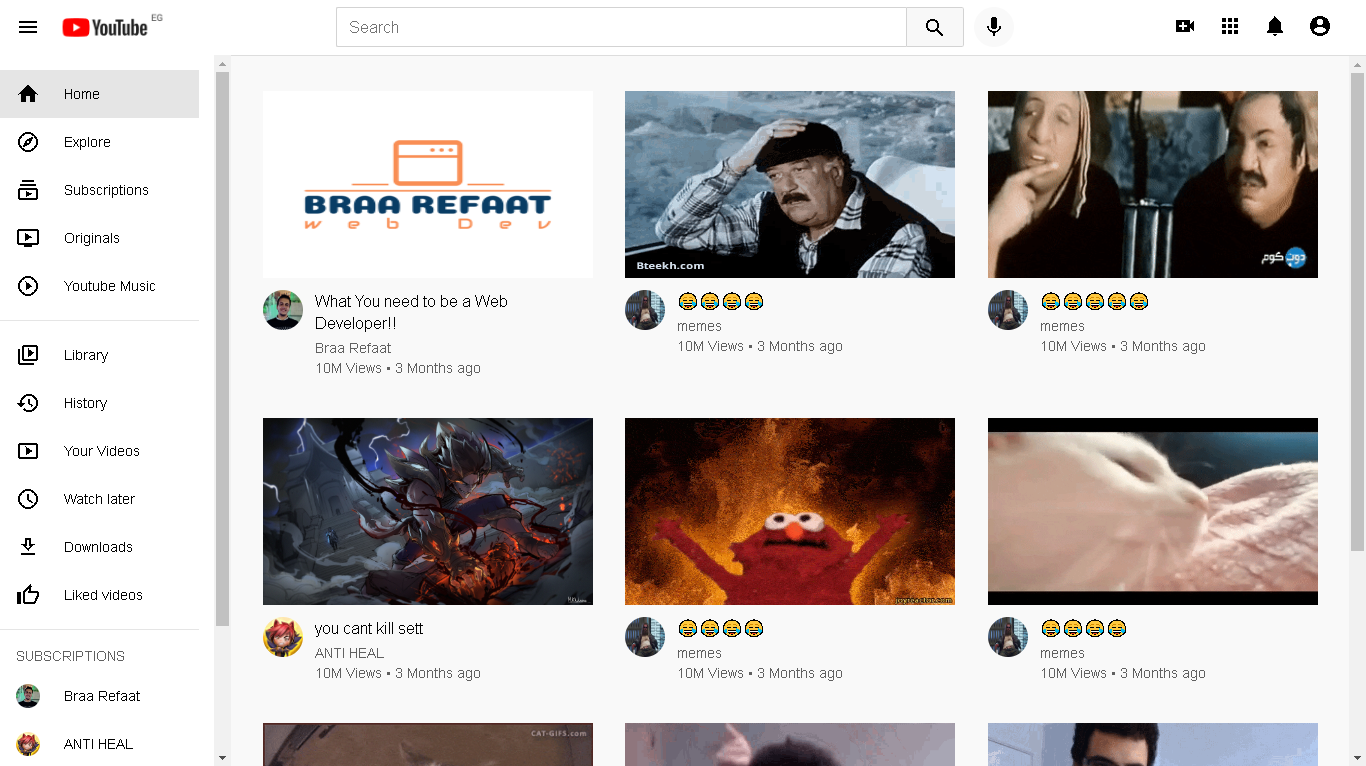 YouTube EG
Search
Home
Explore
Subscriptions
Originals
Youtube Music
Library
History
Your Videos
Watch later
Downloads
Liked videos
SUBSCRIPTIONS
Braa Refaat
ANTI HEAL
BRAA REFAAT
Web Dev
What You need to be a Web
Developer!!
Braa Refaat
10M Views • 3 Months ago
Bteekh.com
😂😂😂😂
memes
10M Views • 3 Months ago
دوت كوم
😂😂😂😂😂
memes
10M Views • 3 Months ago
you cant kill sett
ANTI HEAL
10M Views • 3 Months ago
joyreactor.com
😂😂😂😂
memes
10M Views • 3 Months ago
😂😂😂😂
memes
10M Views • 3 Months ago
CAT-GIFS.COM